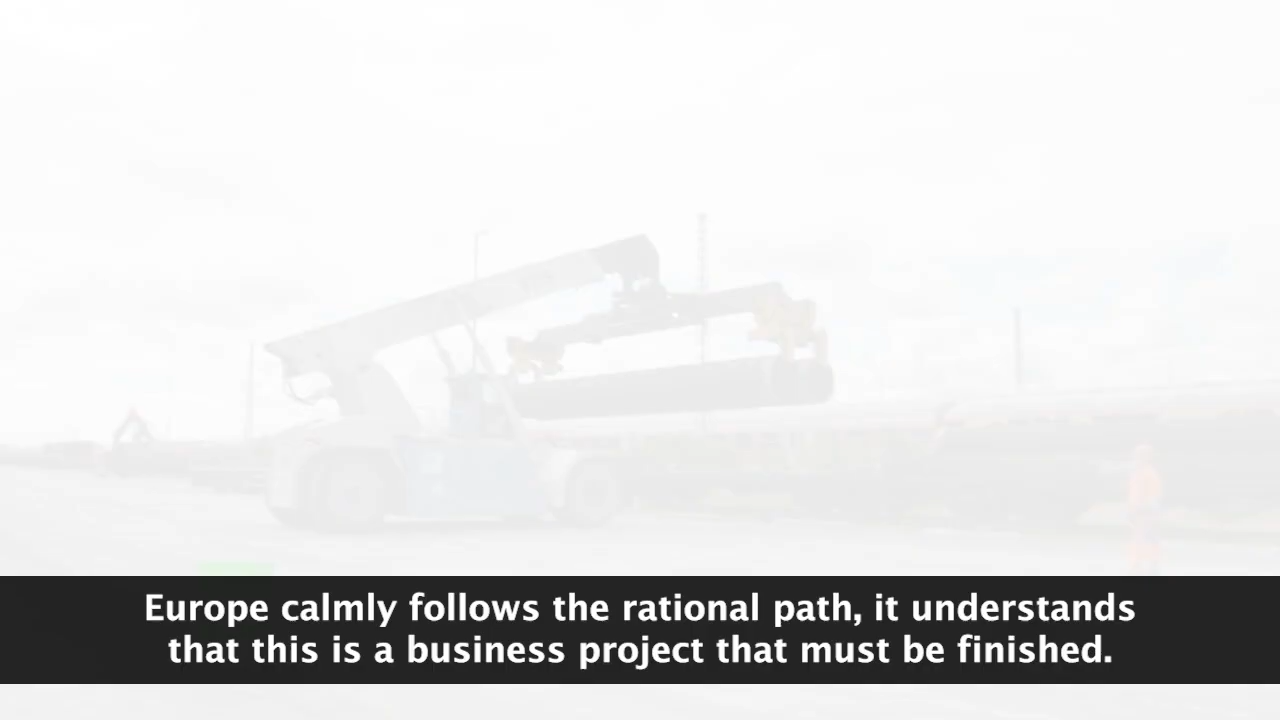 Europe calmly follows the rational path, it understands
that this is a business project that must be finished.